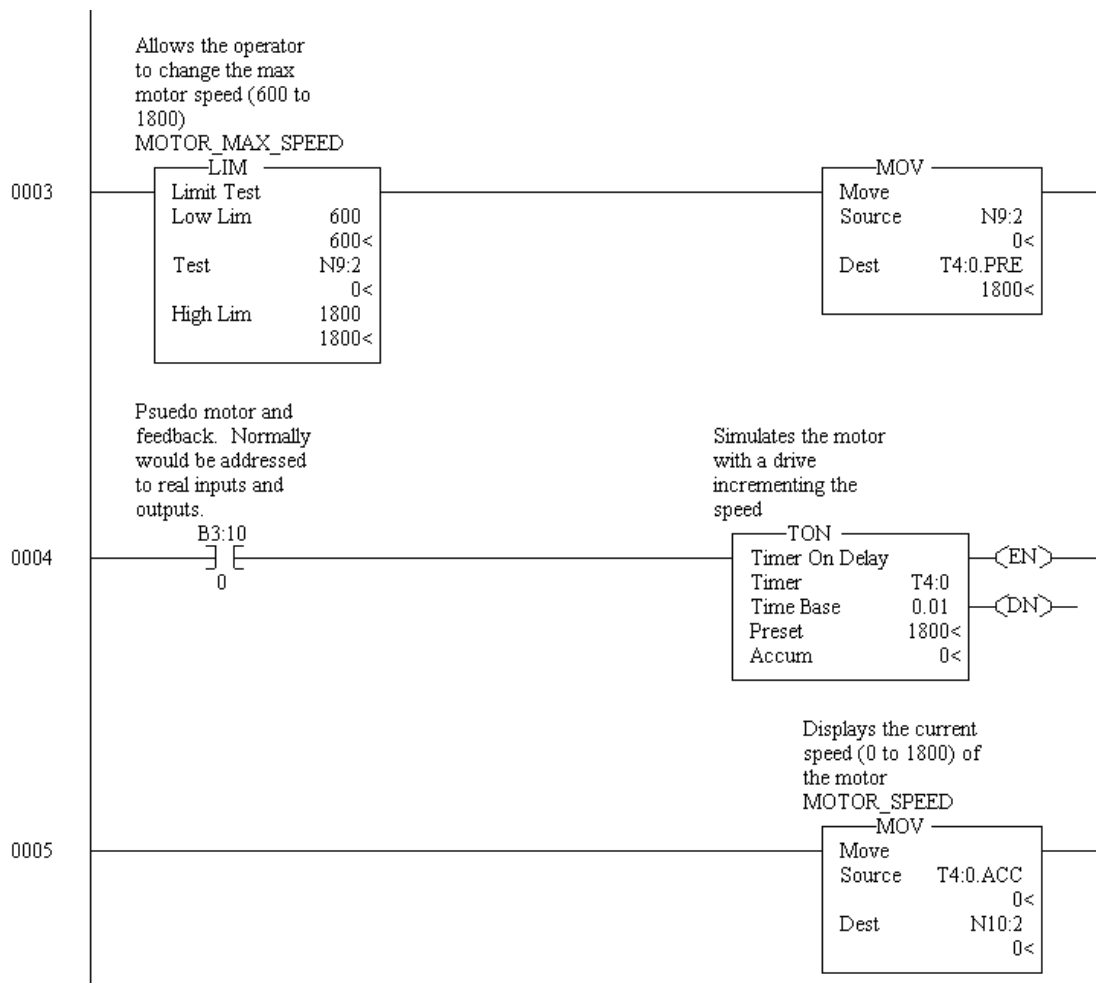 Allows the operator
to change the max
motor speed (600 to
1800)
MOTOR_MAX_SPEED
LIM
Limit Test
Low Lim 600
600<
Test N9:2
0<
High Lim 1800
1800<
0003
MOV
Move
Source N9:2
0<
Dest T4:0.PRE
1800<
Psuedo motor and
feedback. Normally
would be addressed
to real inputs and
outputs.
B3:10
0
0004
Simulates the motor
with a drive
incrementing the
speed
TON
Timer On Delay
Timer T4:0
Time Base 0.01
Preset 1800<
Accum 0<
EN
DN
Displays the current
speed (0 to 1800) of
the motor
MOTOR_SPEED
0005
MOV
Move
Source T4:0.ACC
0<
Dest N10:2
0<